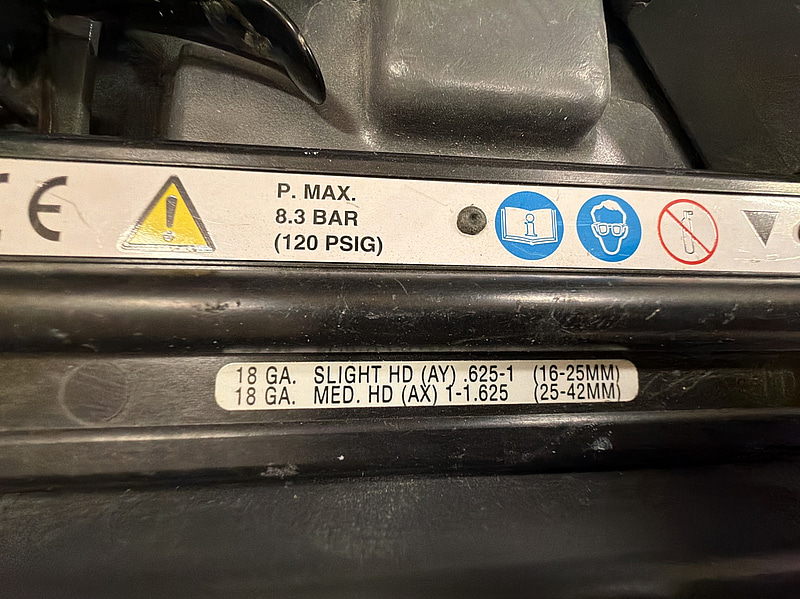 CE
P. MAX.
8.3 BAR
(120 PSIG)
18 GA. SLIGHT HD (AY) .625-1 (16-25MM)
18 GA. MED. HD (AX) 1-1.625 (25-42MM)